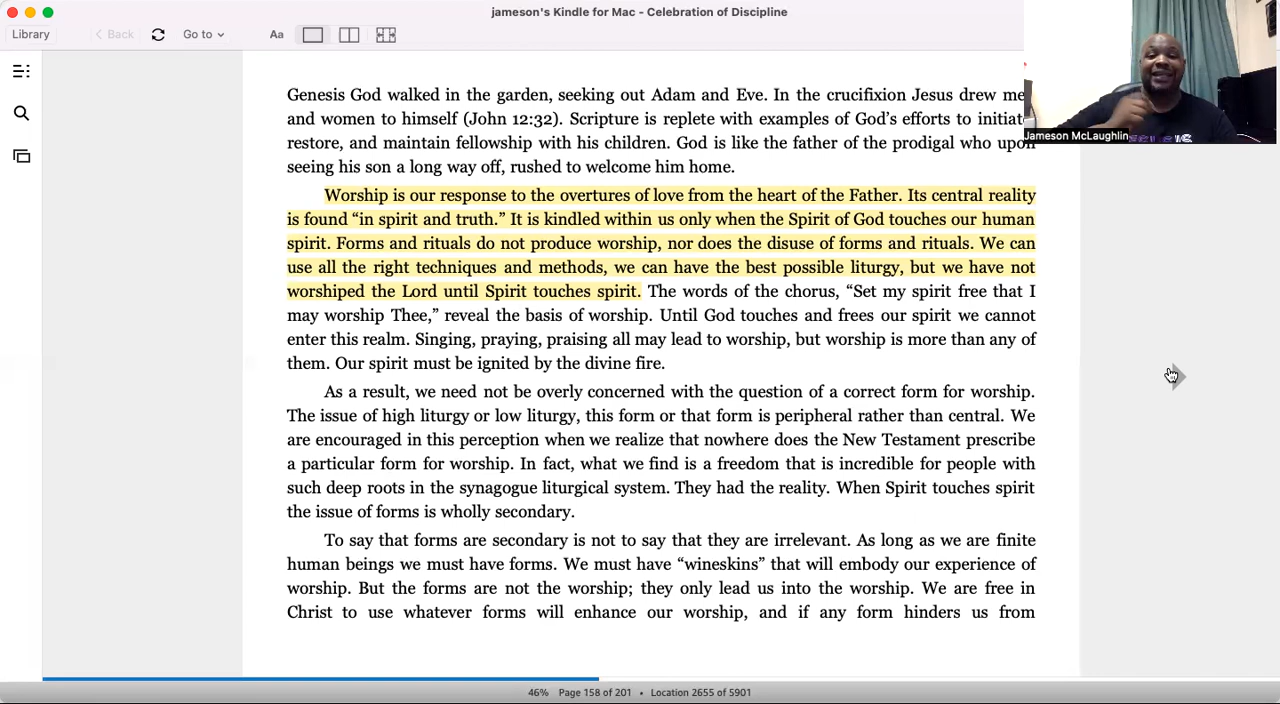 jameson's Kindle for Mac - Celebration of Discipline
Library
Back
Go to
Aa
Genesis God walked in the garden, seeking out Adam and Eve. In the crucifixion Jesus drew
and women to himself (John 12:32). Scripture is replete with examples of God's efforts to
restore, and maintain fellowship with his children. God is like the father of the prodigal who upon
seeing his son a long way off, rushed to welcome him home.
Worship is our response to the overtures of love from the heart of the Father. Its central reality
is found “in spirit and truth.” It is kindled within us only when the Spirit of God touches our human
spirit. Forms and rituals do not produce worship, nor does the disuse of forms and rituals. We can
use all the right techniques and methods, we can have the best possible liturgy, but we have not
worshiped the Lord until Spirit touches spirit. The words of the chorus, “Set my spirit free that I
may worship Thee,” reveal the basis of worship. Until God touches and frees our spirit we cannot
enter this realm. Singing, praying, praising all may lead to worship, but worship is more than any of
them. Our spirit must be ignited by the divine fire.
As a result, we need not be overly concerned with the question of a correct form for worship.
The issue of high liturgy or low liturgy, this form or that form is peripheral rather than central. We
are encouraged in this perception when we realize that nowhere does the New Testament prescribe
a particular form for worship. In fact, what we find is a freedom that is incredible for people with
such deep roots in the synagogue liturgical system. They had the reality. When Spirit touches spirit
the issue of forms is wholly secondary.
To say that forms are secondary is not to say that they are irrelevant. As long as we are finite
human beings we must have forms. We must have “wineskins” that will embody our experience of
worship. But the forms are not the worship; they only lead us into the worship. We are free in
Christ to use whatever forms will enhance our worship, and if any form hinders us from
Jameson McLaughlin
46% Page 158 of 201 • Location 2655 of 5901